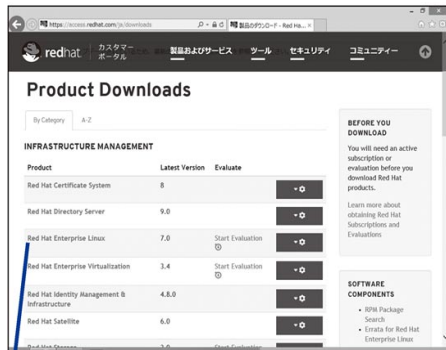 https://access.redhat.com/ja/downloads
製品のダウンロード - Red Ha...
redhat.
カスタマー
ポータル
製品およびサービス ツール セキュリティ コミュニティー
Product Downloads
By Category A-Z
INFRASTRUCTURE MANAGEMENT
Product Latest Version Evaluate
Red Hat Certificate System 8
Red Hat Directory Server 9.0
Red Hat Enterprise Linux 7.0 Start Evaluation
Red Hat Enterprise Virtualization 3.4 Start Evaluation
Red Hat Identity Management & Infrastructure 4.8.0
Red Hat Satellite 6.0
Red Hat Storage 3.0 Start Evaluation
BEFORE YOU
DOWNLOAD
You will need an active
subscription or
evaluation before you
download Red Hat
products.
Learn more about
obtaining Red Hat
Subscriptions and
Evaluations
SOFTWARE
COMPONENTS
RPM Package
Search
Errata for Red Hat
Enterprise Linux